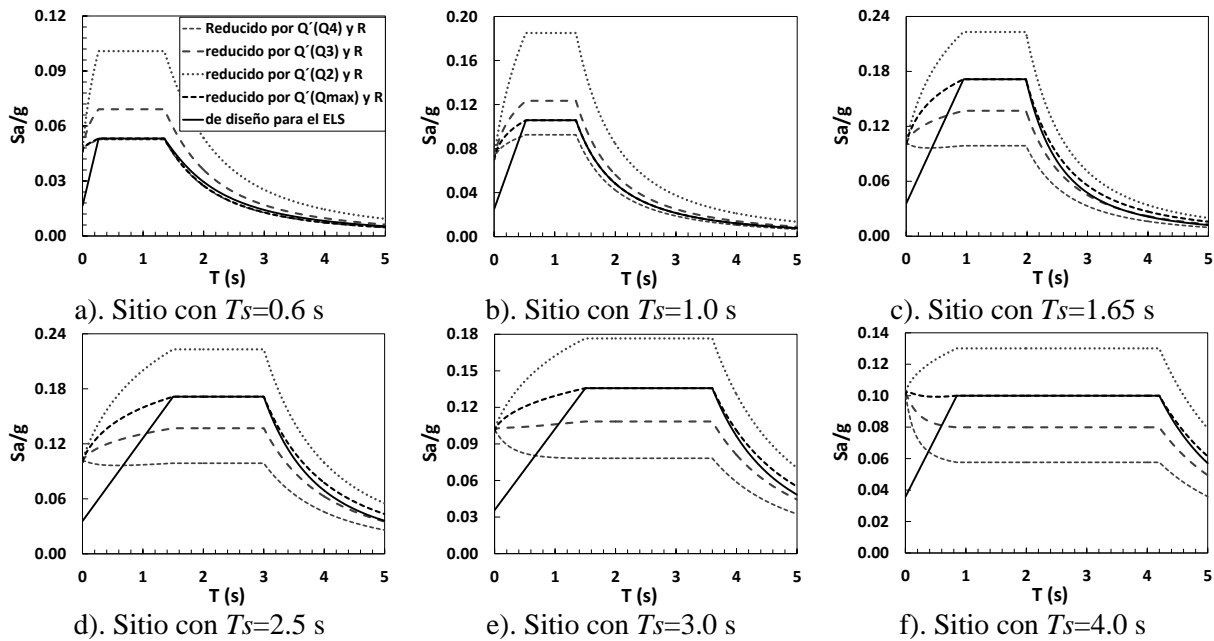 0.12
0.09
0.06
0.03
0.00
Sa/g
0 1 2 3 4 5
T (s)
Reducido por Q´(Q4) y R
reducido por Q´(Q3) y R
reducido por Q´(Q2) y R
reducido por Q´(Qmax) y R
de diseño para el ELS
a). Sitio con Ts=0.6 s
0.20
0.16
0.12
0.08
0.04
0.00
Sa/g
0 1 2 3 4 5
T (s)
b). Sitio con Ts=1.0 s
0.24
0.18
0.12
0.06
0.00
Sa/g
0 1 2 3 4 5
T (s)
c). Sitio con Ts=1.65 s
0.24
0.18
0.12
0.06
0.00
Sa/g
0 1 2 3 4 5
T (s)
d). Sitio con Ts=2.5 s
0.18
0.15
0.12
0.09
0.06
0.03
0.00
Sa/g
0 1 2 3 4 5
T (s)
e). Sitio con Ts=3.0 s
0.14
0.12
0.10
0.08
0.06
0.04
0.02
0.00
Sa/g
0 1 2 3 4 5
T (s)
f). Sitio con Ts=4.0 s